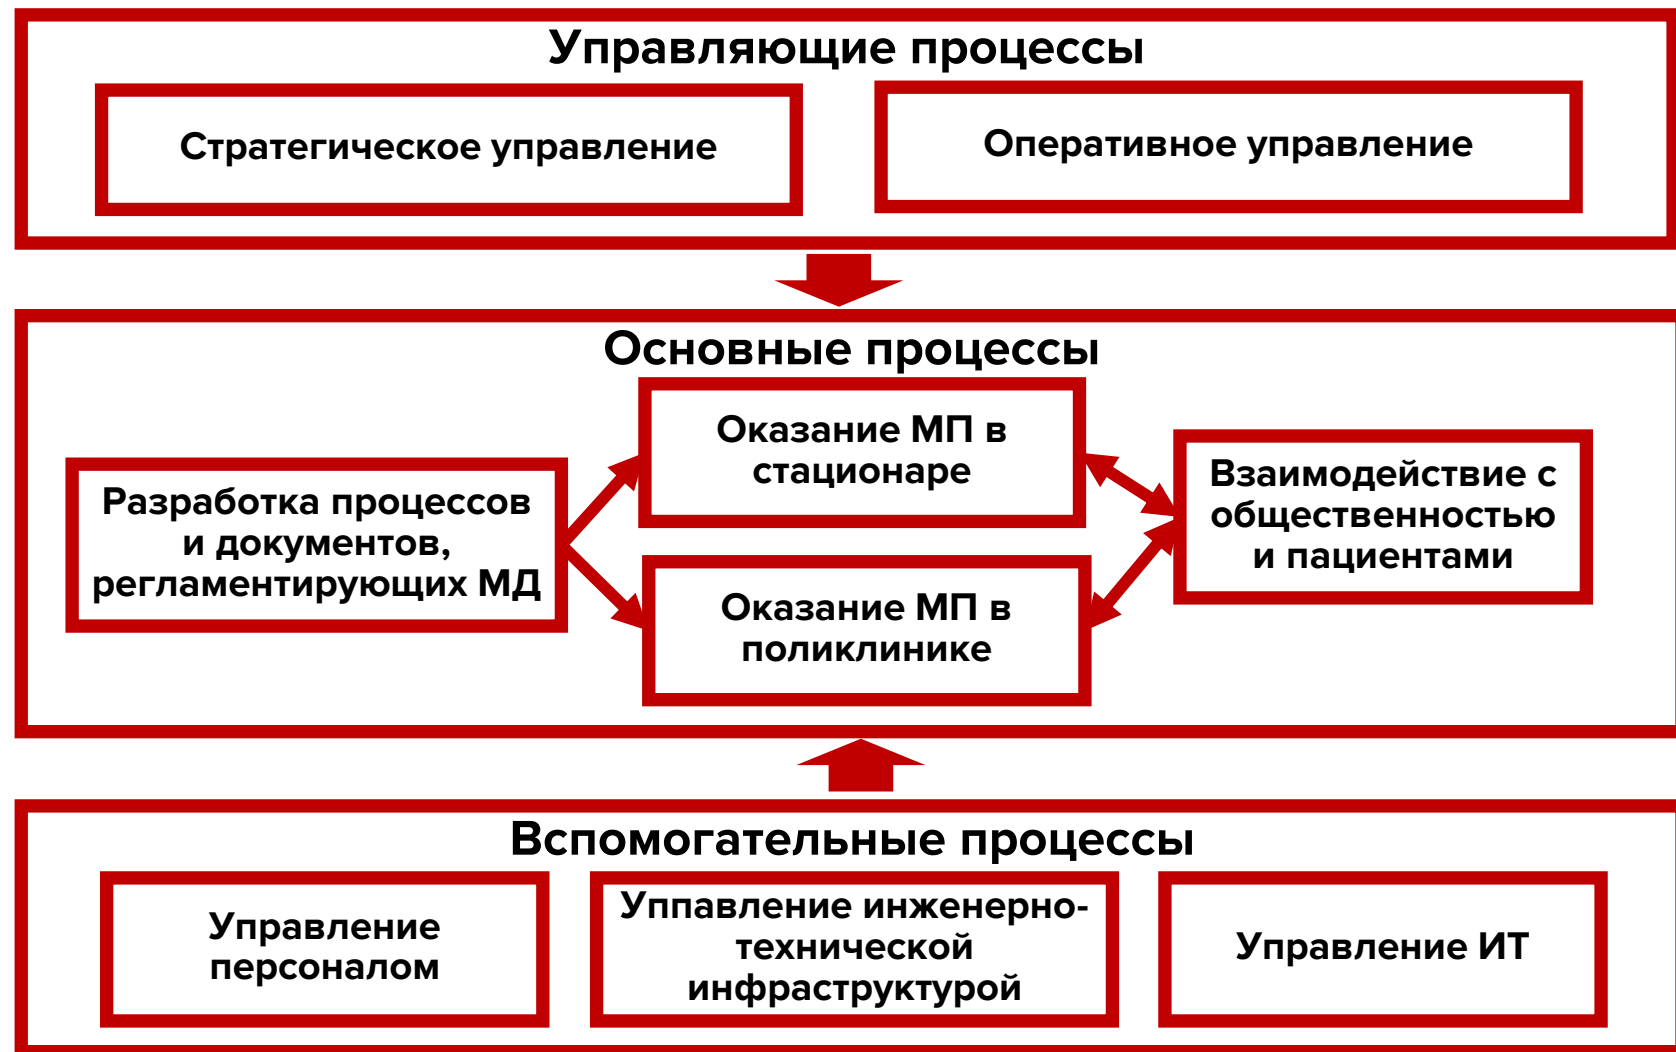 Управляющие процессы
Стратегическое управление
Оперативное управление
Основные процессы
Разработка процессов
и документов,
регламентирующих МД
Оказание МП в
стационаре
Оказание МП в
поликлинике
Взаимодействие с
общественностью
и пациентами
Вспомогательные процессы
Управление
персоналом
Уппавление инженерно-
технической
инфраструктурой
Управление ИТ